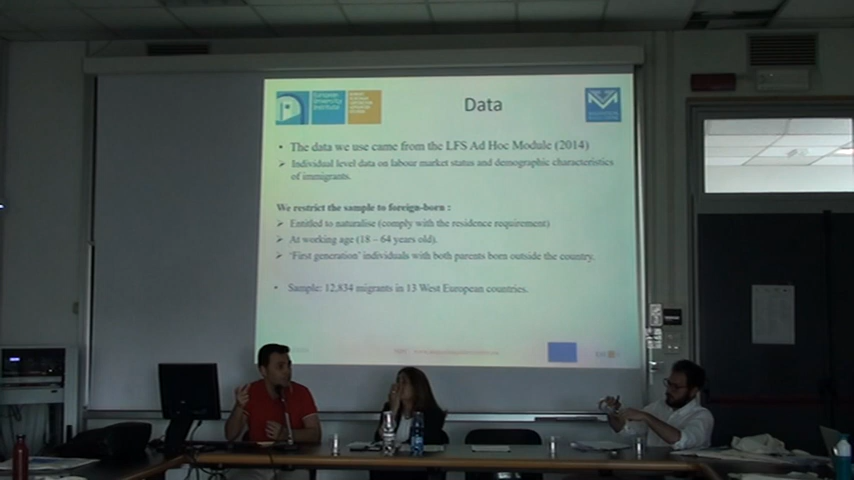 European
University
Institute
Data
• The data we use came from the LFS Ad Hoc Module (2014)
➢ Individual level data on labour market status and demographic characteristics
of immigrants.
We restrict the sample to foreign-born :
➢ Entitled to naturalise (comply with the residence requirement)
➢ At working age (18 – 64 years old).
➢ ‘First generation’ individuals with both parents born outside the country.
• Sample: 12,834 migrants in 13 West European countries.